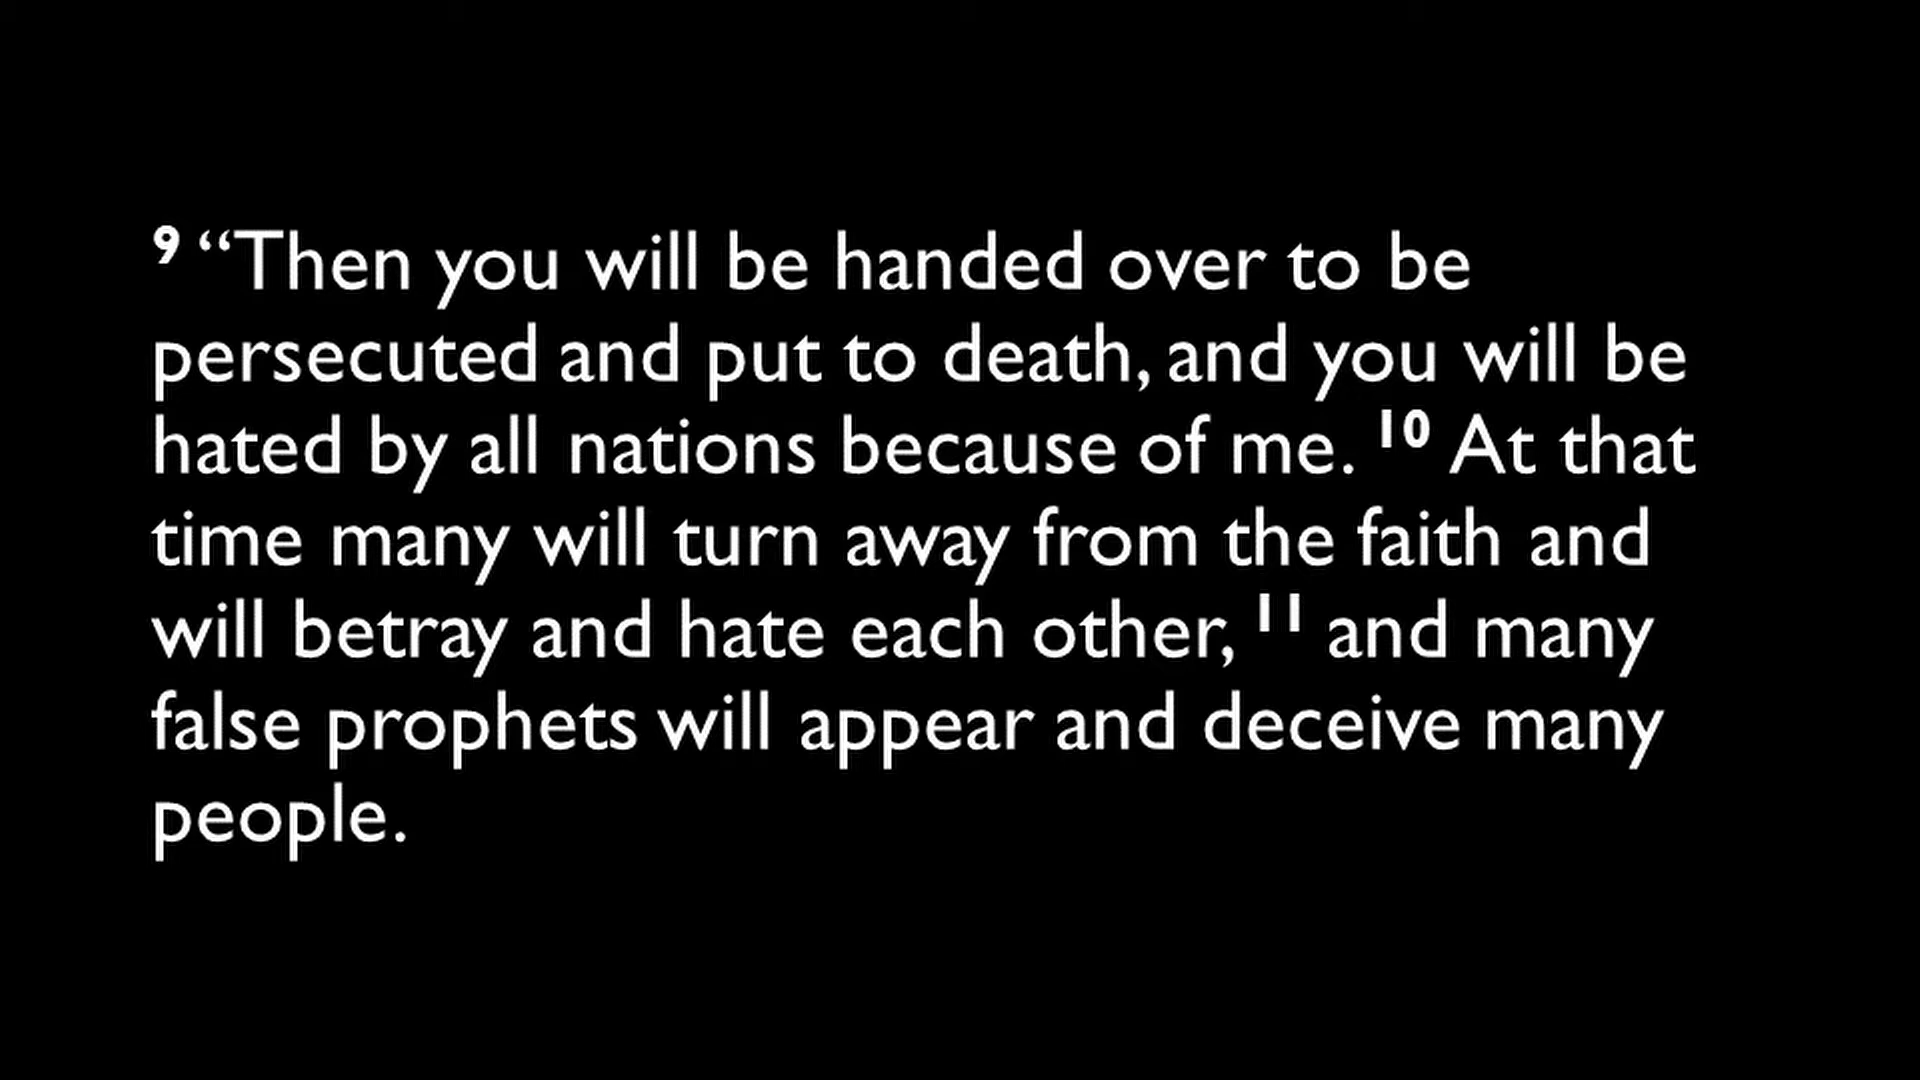 9 “Then you will be handed over to be
persecuted and put to death, and you will be
hated by all nations because of me. 10 At that
time many will turn away from the faith and
will betray and hate each other, 11 and many
false prophets will appear and deceive many
people.